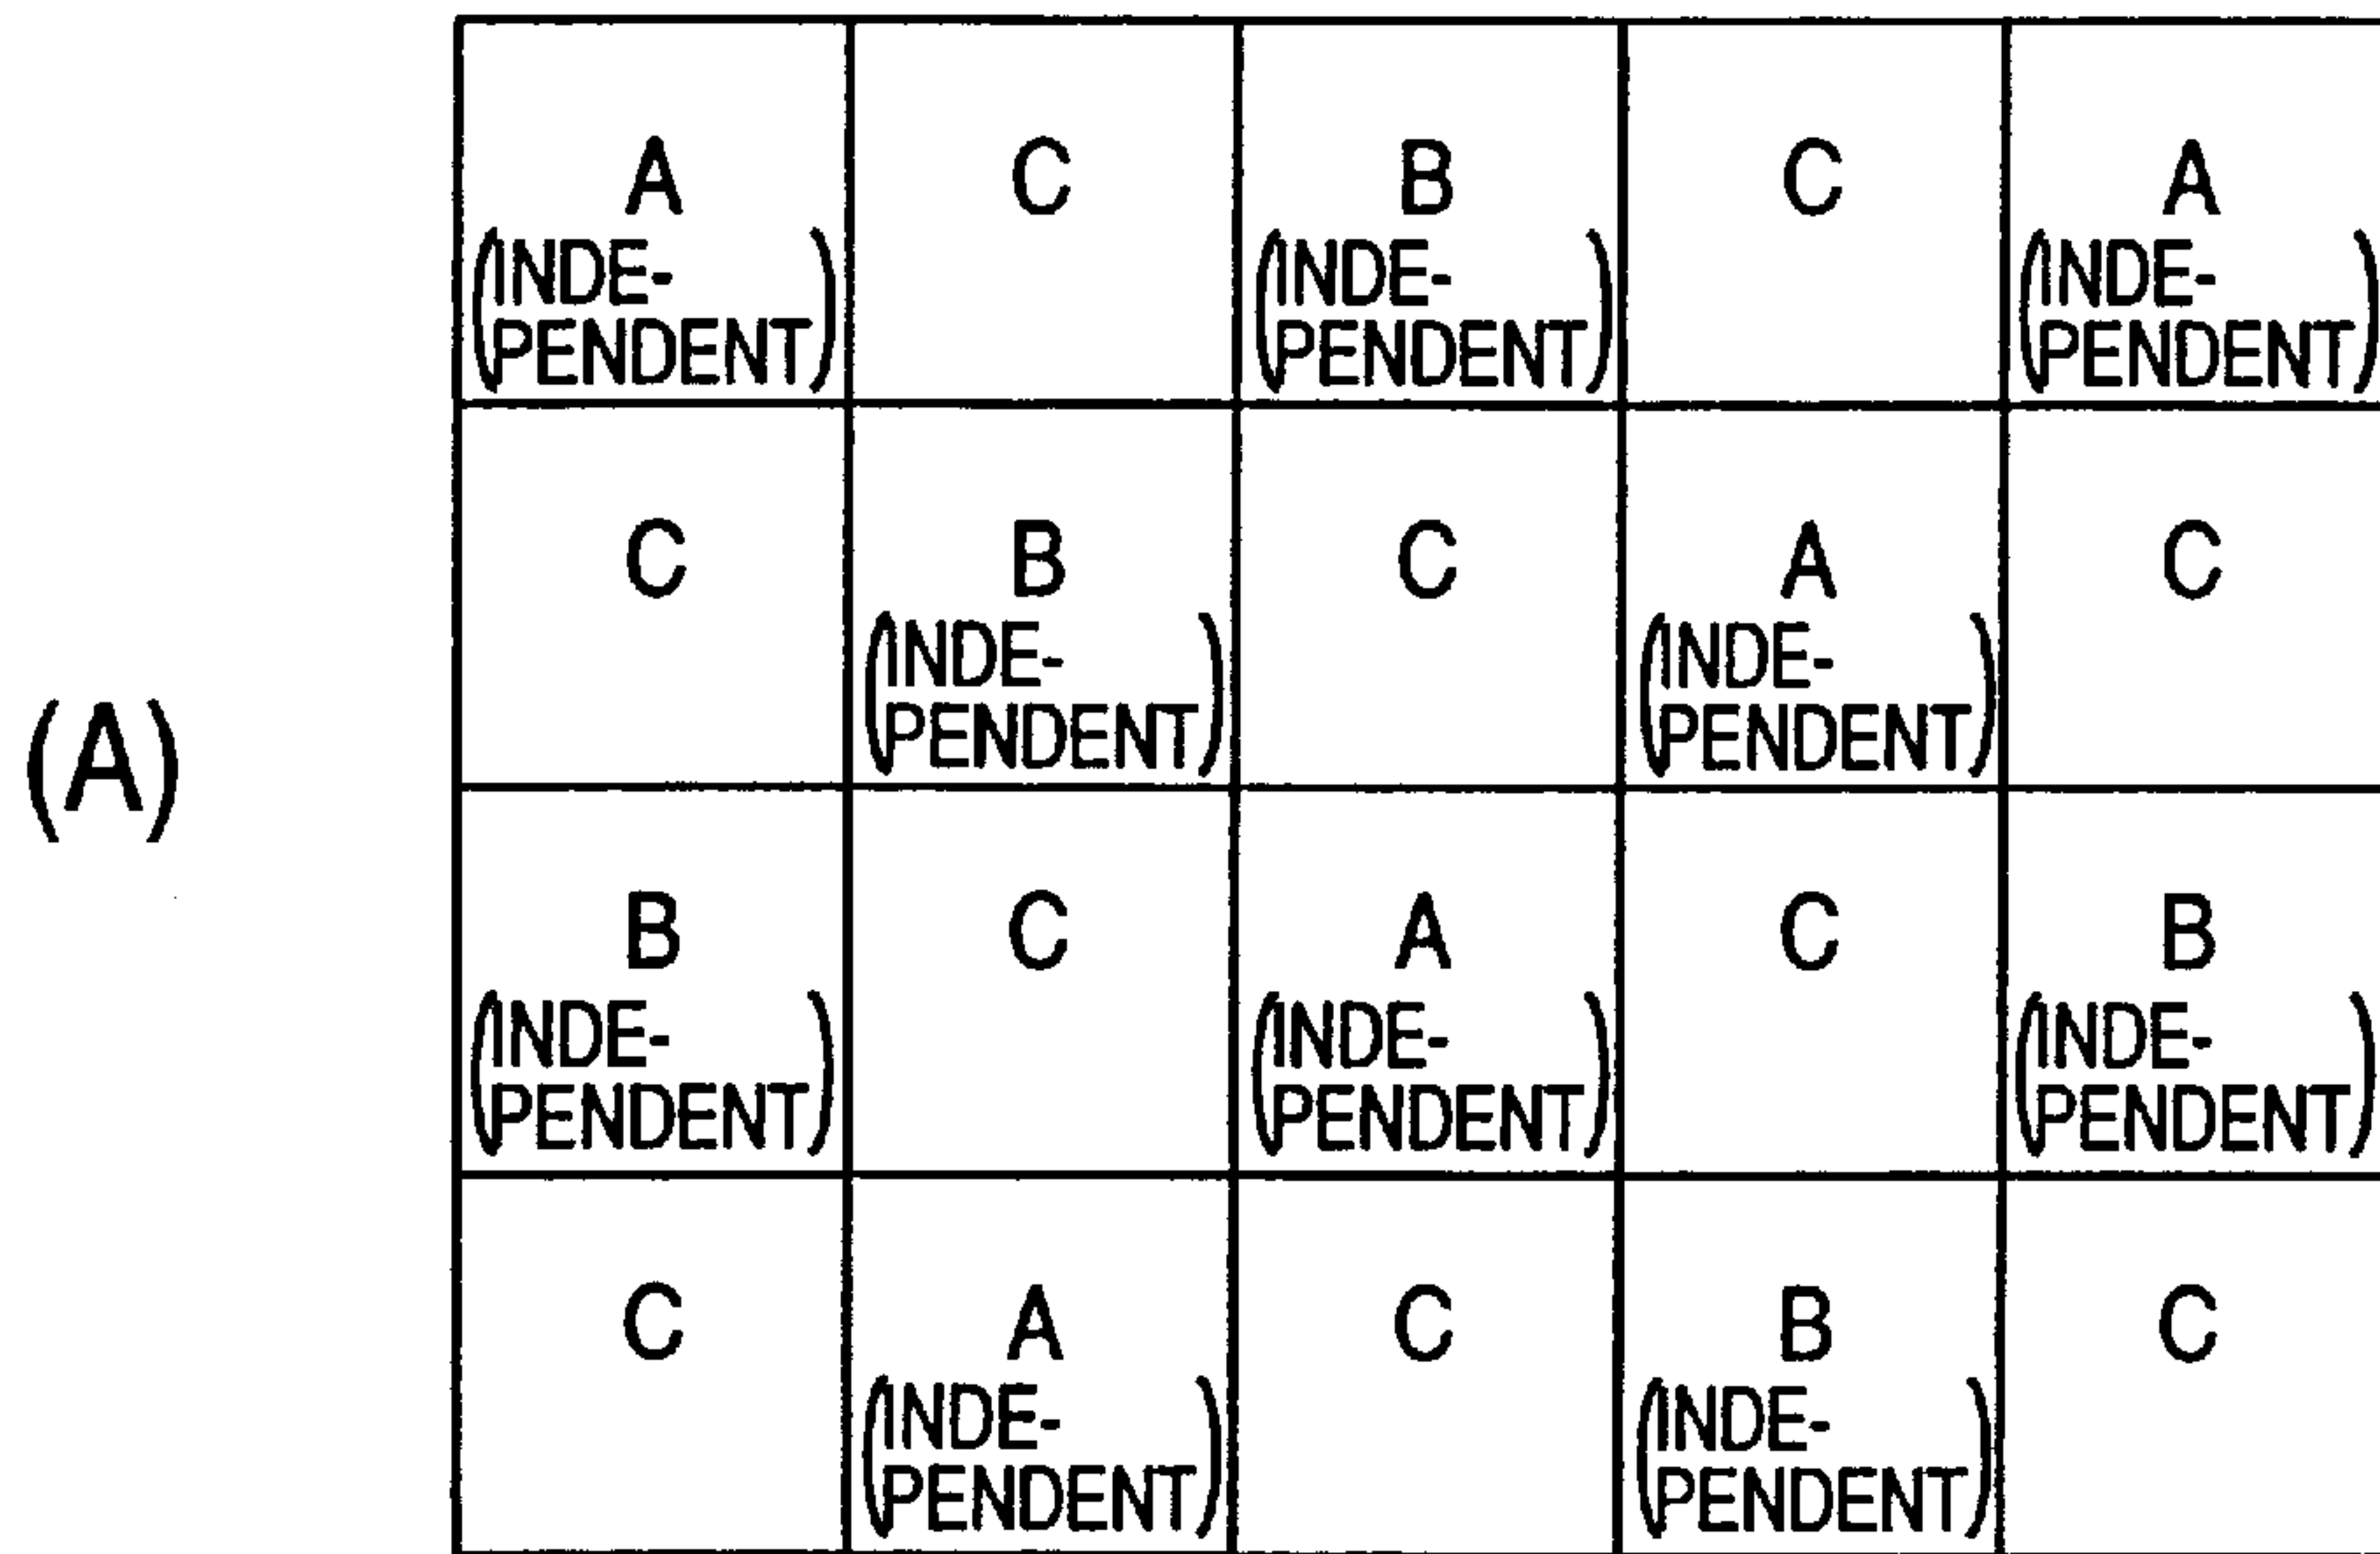 A C B C A
(INDE- (INDE- (INDE-
PENDENT) PENDENT) PENDENT)
C B C A C
(INDE- (INDE-
PENDENT) PENDENT)
(A)
B C A C B
(INDE- (INDE- (INDE-
PENDENT) PENDENT) PENDENT)
C A C B C
(INDE- (INDE-
PENDENT) PENDENT)